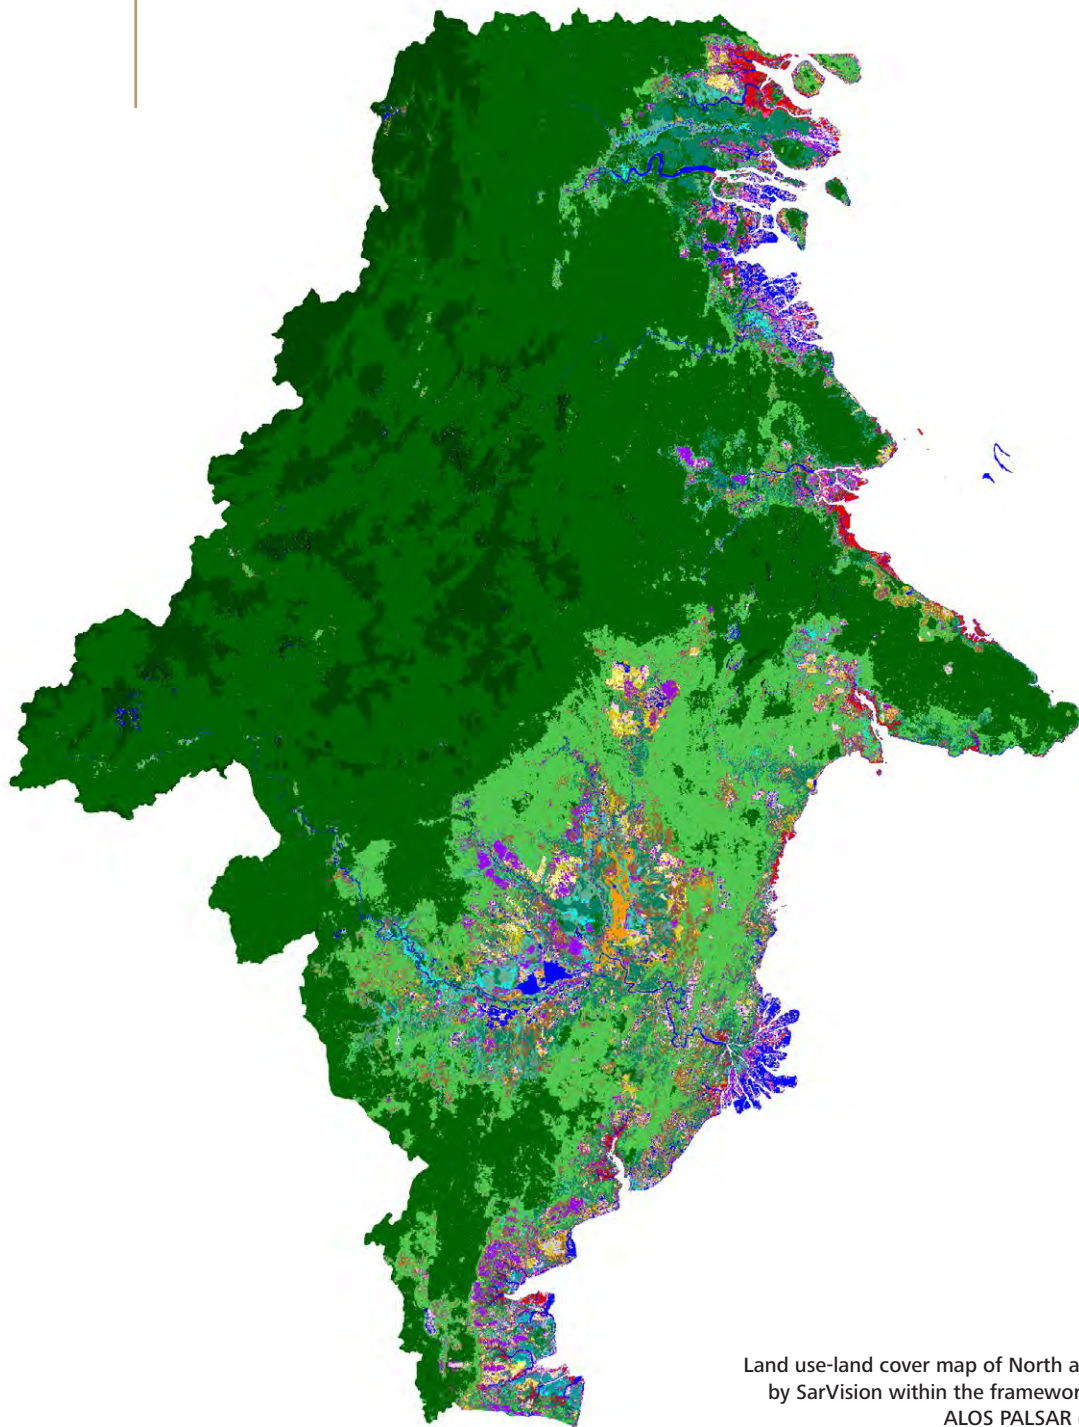 Land use-land cover map of North a
by SarVision within the framewor
ALOS PALSAR